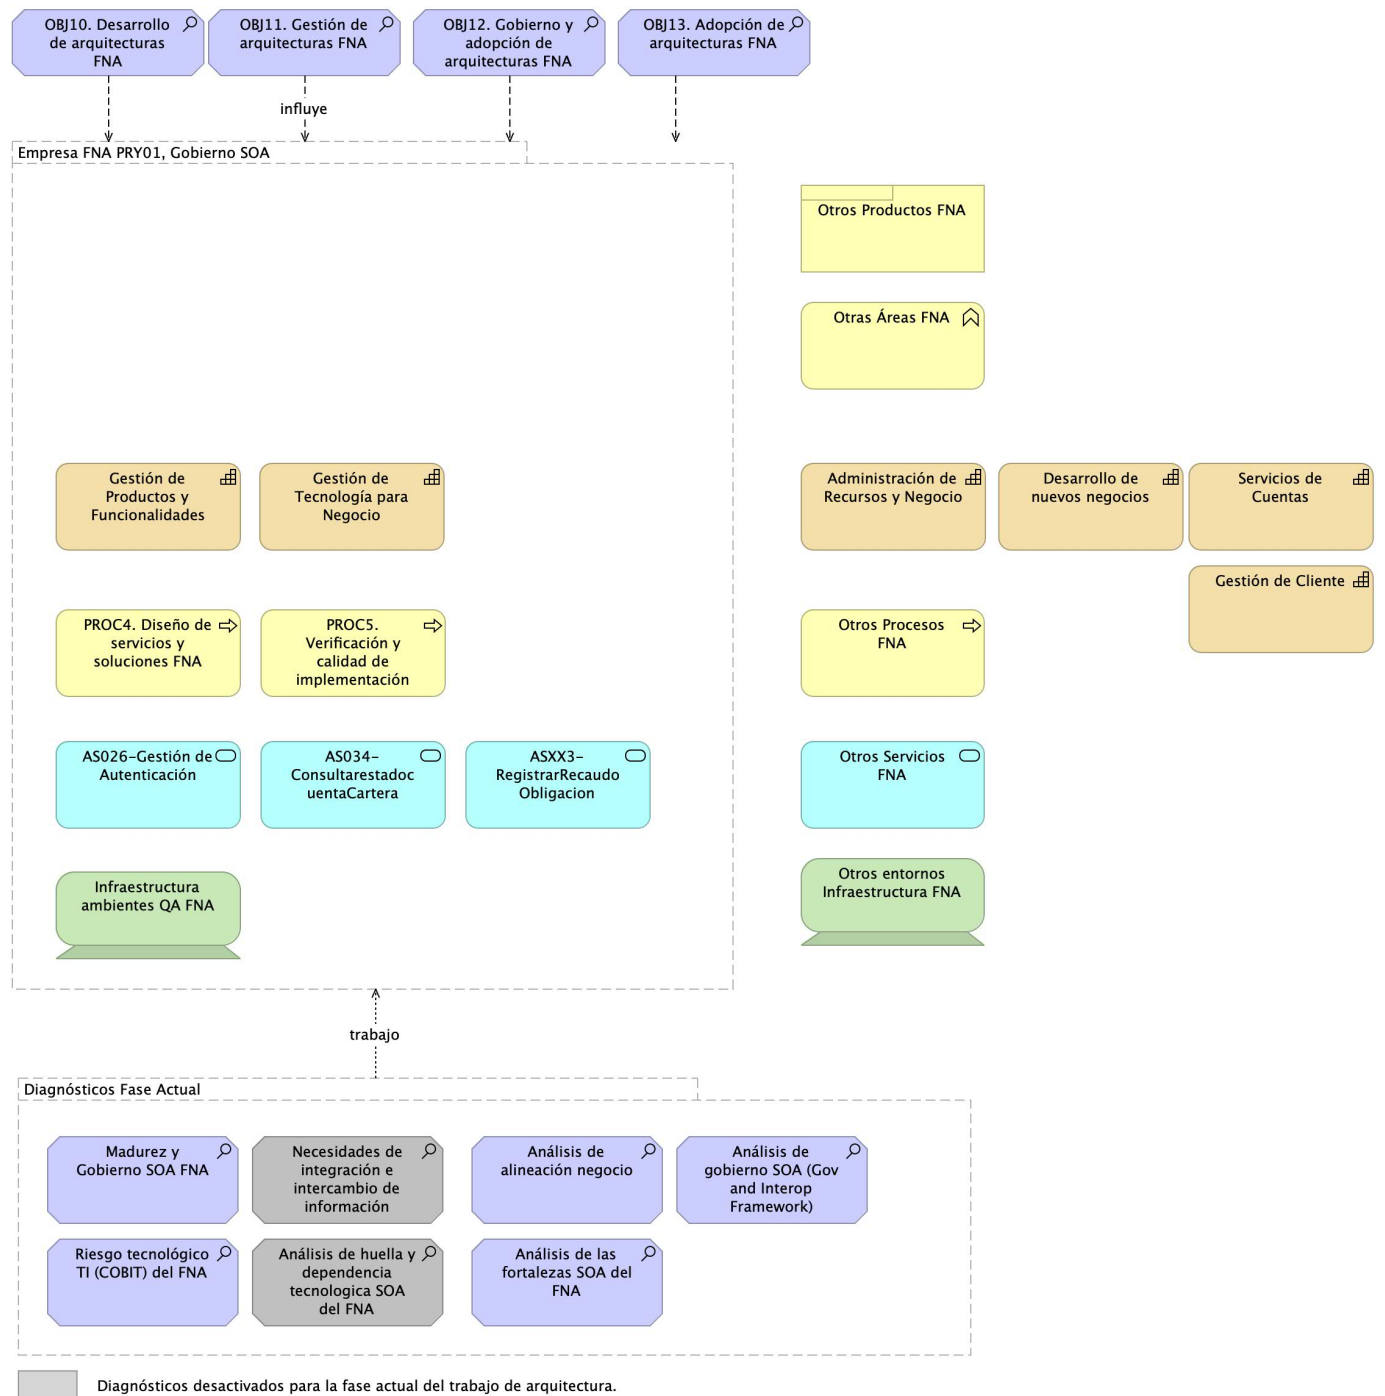 OBJ10. Desarrollo
de arquitecturas
FNA
OBJ11. Gestión de
arquitecturas FNA
OBJ12. Gobierno y
adopción de
arquitecturas FNA
OBJ13. Adopción de
arquitecturas FNA
influye
Empresa FNA PRY01, Gobierno SOA
Otros Productos FNA
Otras Áreas FNA
Gestión de
Productos y
Funcionalidades
Gestión de
Tecnología para
Negocio
Administración de
Recursos y Negocio
Desarrollo de
nuevos negocios
Servicios de
Cuentas
Gestión de Cliente
PROC4. Diseño de
servicios y
soluciones FNA
PROC5.
Verificación y
calidad de
implementación
Otros Procesos
FNA
AS026-Gestión de
Autenticación
AS034-
Consultarestadoc
uentaCartera
ASXX3-
RegistrarRecaudo
Obligacion
Otros Servicios
FNA
Infraestructura
ambientes QA FNA
Otros entornos
Infraestructura FNA
trabajo
Diagnósticos Fase Actual
Madurez y
Gobierno SOA FNA
Necesidades de
integración e
intercambio de
información
Análisis de
alineación negocio
Análisis de
gobierno SOA (Gov
and Interop
Framework)
Riesgo tecnológico
TI (COBIT) del FNA
Análisis de huella y
dependencia
tecnologica SOA
del FNA
Análisis de las
fortalezas SOA del
FNA
Diagnósticos desactivados para la fase actual del trabajo de arquitectura.